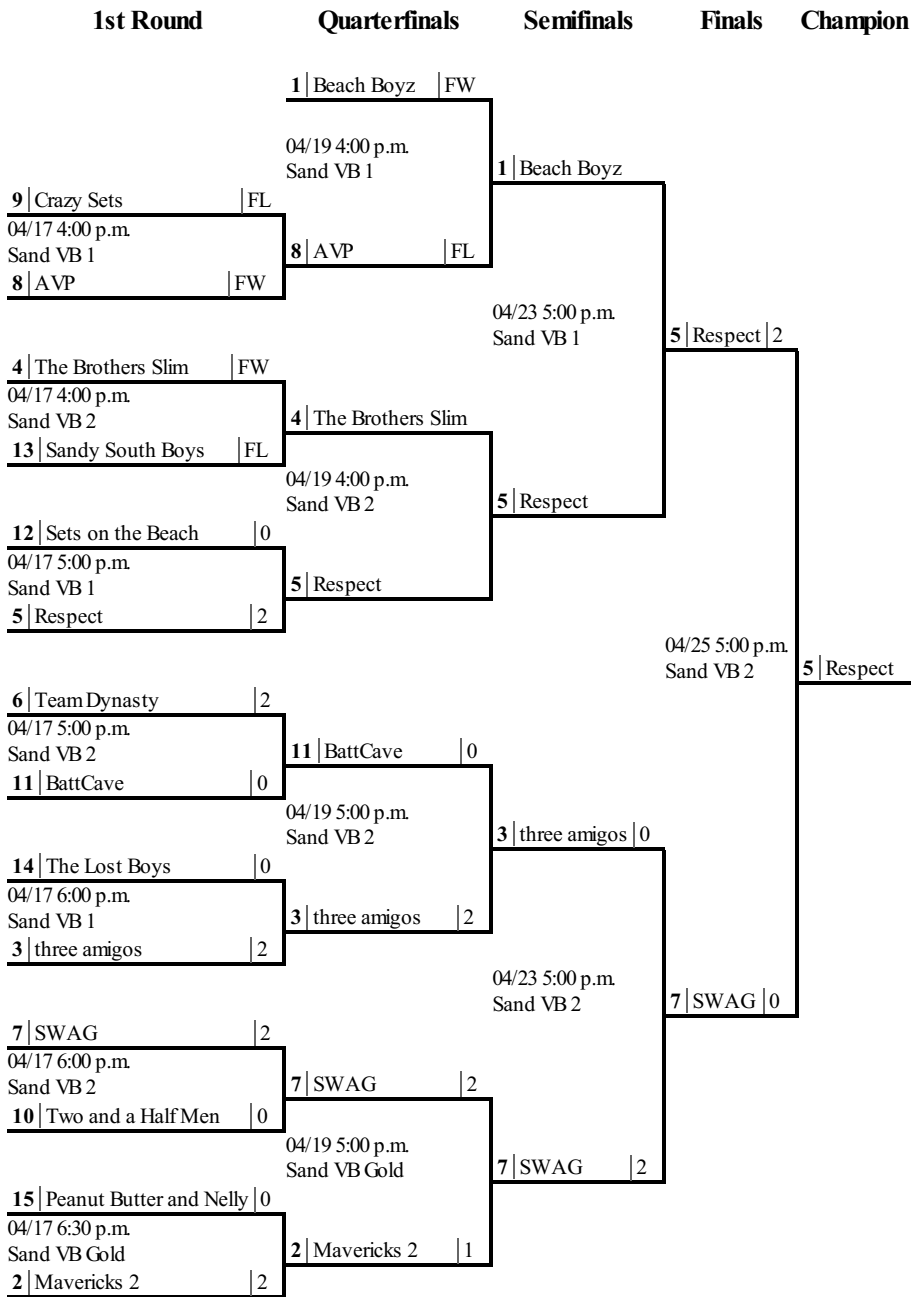 1st Round Quarterfinals Semifinals Finals Champion
1 Beach Boyz FW
04/19 4:00 p.m.
Sand VB 1
1 Beach Boyz
9 Crazy Sets FL
04/17 4:00 p.m.
Sand VB 1
8 AVP FL
8 AVP FW
04/23 5:00 p.m.
Sand VB 1
5 Respect 2
4 The Brothers Slim FW
04/17 4:00 p.m.
Sand VB 2
4 The Brothers Slim
13 Sandy South Boys FL
04/19 4:00 p.m.
Sand VB 2
5 Respect
12 Sets on the Beach 0
04/17 5:00 p.m.
Sand VB 1
5 Respect
5 Respect 2
04/25 5:00 p.m.
Sand VB 2
5 Respect
6 Team Dynasty 2
04/17 5:00 p.m.
Sand VB 2
11 BattCave 0
11 BattCave 0
04/19 5:00 p.m.
Sand VB 2
3 three amigos 0
14 The Lost Boys 0
04/17 6:00 p.m.
Sand VB 1
3 three amigos 2
3 three amigos 2
04/23 5:00 p.m.
Sand VB 2
7 SWAG 0
7 SWAG 2
04/17 6:00 p.m.
Sand VB 2
7 SWAG 2
10 Two and a Half Men 0
04/19 5:00 p.m.
Sand VB Gold
7 SWAG 2
15 Peanut Butter and Nelly 0
04/17 6:30 p.m.
Sand VB Gold
2 Mavericks 2 1
2 Mavericks 2 2